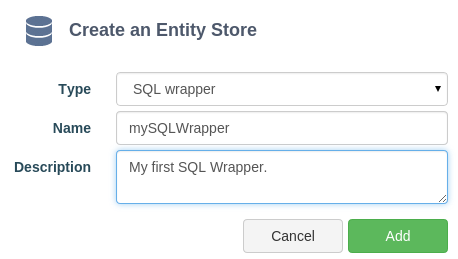 Create an Entity Store
Type SQL wrapper
Name mySQLWrapper
Description My first SQL Wrapper.
Cancel Add